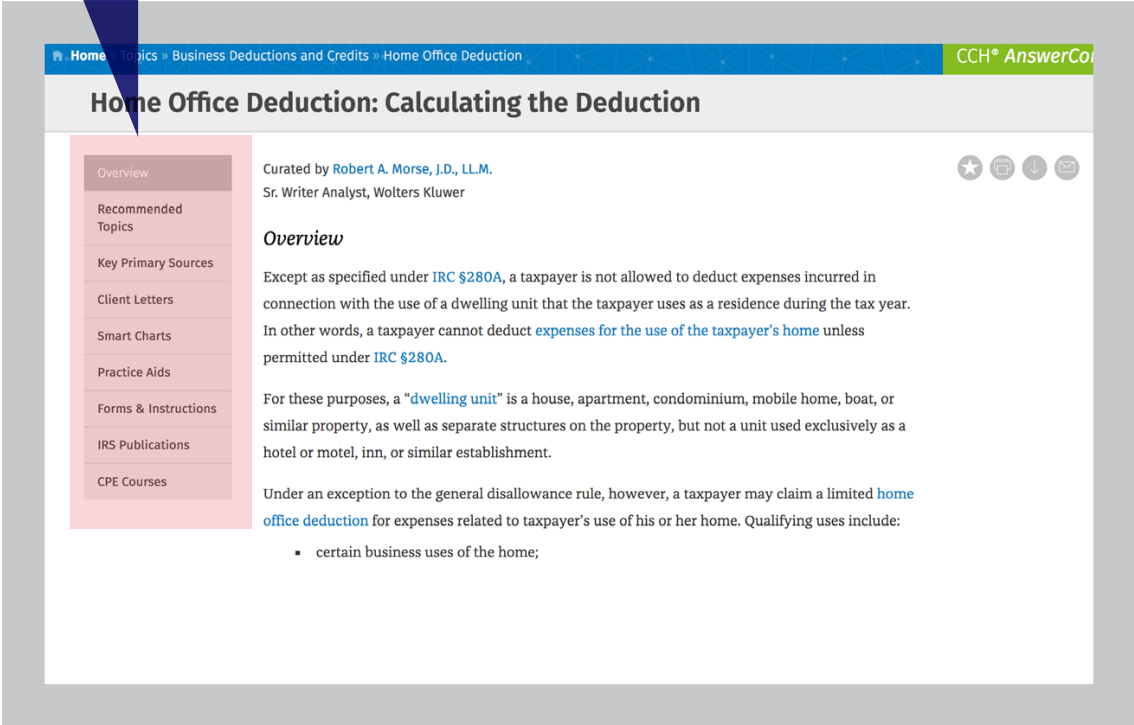 Home » Topics » Business Deductions and Credits » Home Office Deduction
CCH® AnswerCo
Home Office Deduction: Calculating the Deduction
Overview
Recommended
Topics
Key Primary Sources
Client Letters
Smart Charts
Practice Aids
Forms & Instructions
IRS Publications
CPE Courses
Curated by Robert A. Morse, J.D., LL.M.
Sr. Writer Analyst, Wolters Kluwer
Overview
Except as specified under IRC §280A, a taxpayer is not allowed to deduct expenses incurred in
connection with the use of a dwelling unit that the taxpayer uses as a residence during the tax year.
In other words, a taxpayer cannot deduct expenses for the use of the taxpayer's home unless
permitted under IRC §280A.
For these purposes, a “dwelling unit” is a house, apartment, condominium, mobile home, boat, or
similar property, as well as separate structures on the property, but not a unit used exclusively as a
hotel or motel, inn, or similar establishment.
Under an exception to the general disallowance rule, however, a taxpayer may claim a limited home
office deduction for expenses related to taxpayer’s use of his or her home. Qualifying uses include:
▪ certain business uses of the home;